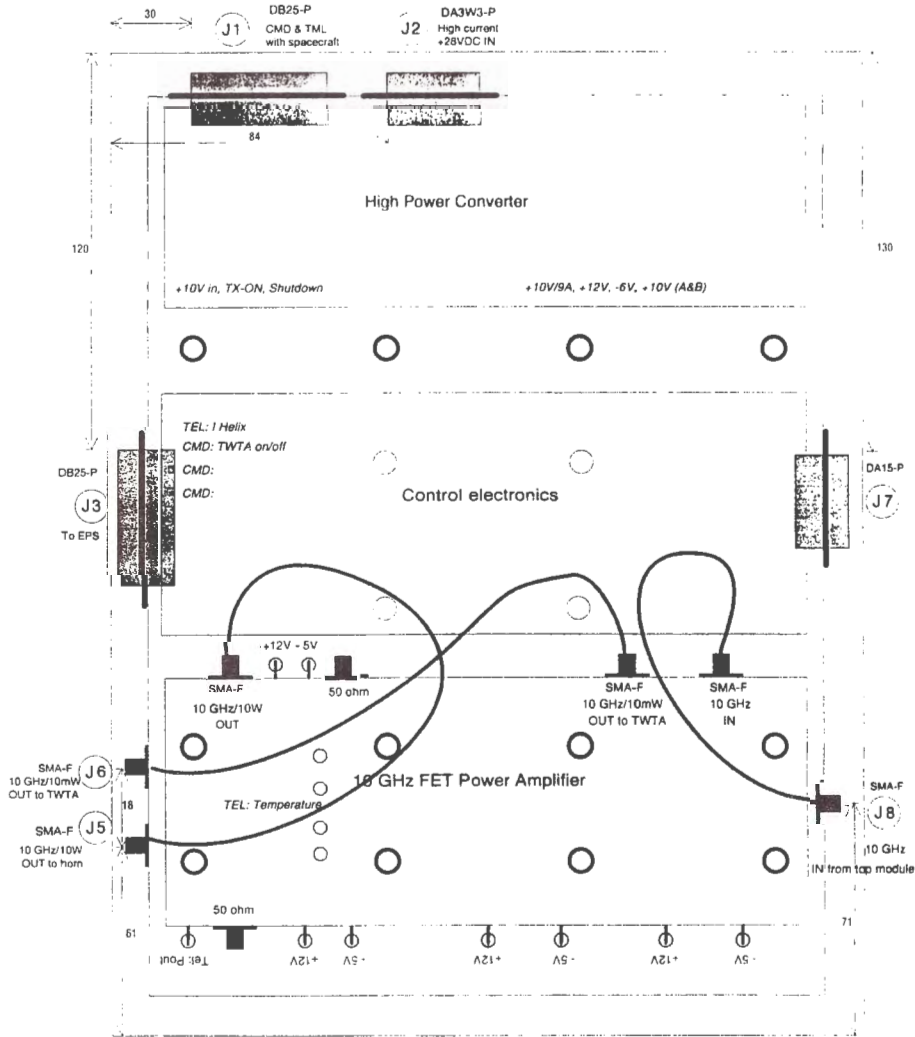 30
J1
DB25-P
CMD & TML
with spacecraft
J2
DA3W3-P
High current
+28VDC IN
84
High Power Converter
120
130
+10V in, TX-ON, Shutdown
+10V/9A, +12V, -6V, +10V (A&B)
TEL: I Helix
CMD: TWTA on/off
CMD:
CMD:
Control electronics
DB25-P
J3
To EPS
DA15-P
J7
+12V - 5V
SMA-F
10 GHz/10W
OUT
50 ohm
SMA-F
10 GHz/10mW
OUT to TWTA
SMA-F
10 GHz
IN
SMA-F
10 GHz/10mW
OUT to TWTA
J6
10 GHz FET Power Amplifier
TEL: Temperature
18
SMA-F
10 GHz/10W
OUT to horn
J5
SMA-F
J8
10 GHz
IN from top module
50 ohm
61
71
Tel: Pout
+12V
-5V
+12V
-5V
+12V
-5V